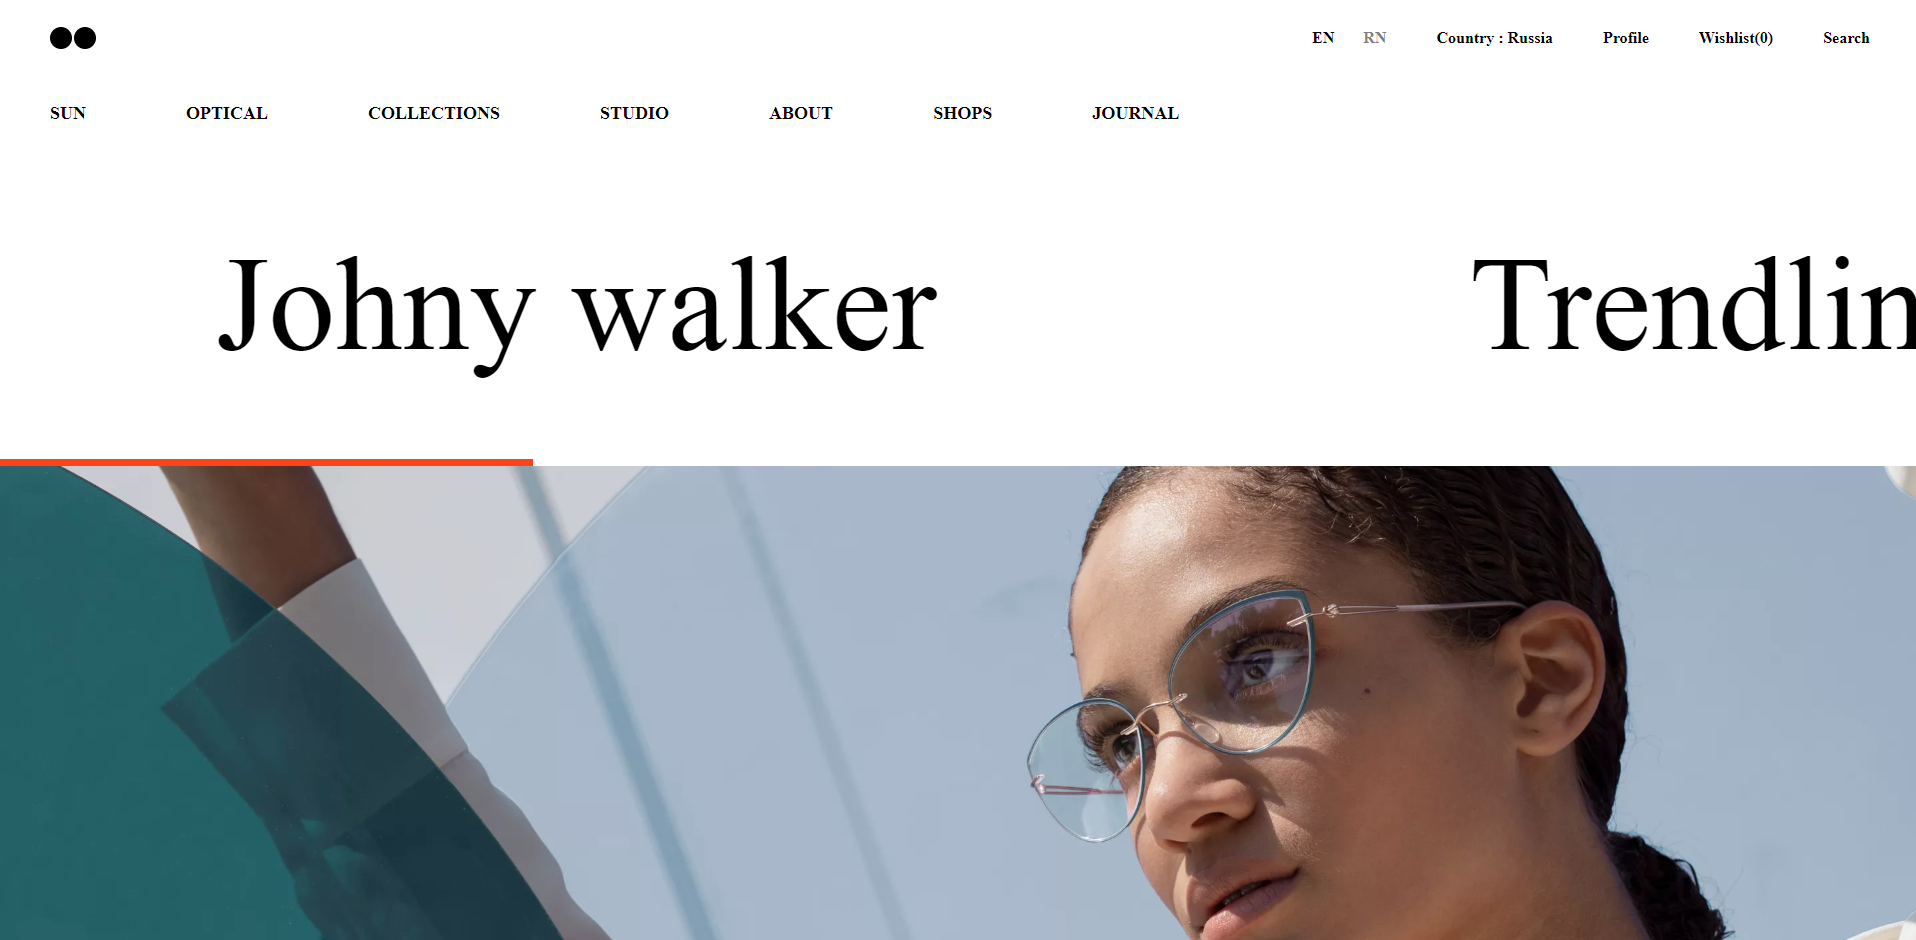 EN RN Country : Russia Profile Wishlist(0) Search
SUN OPTICAL COLLECTIONS STUDIO ABOUT SHOPS JOURNAL
Johny walker Trendlin